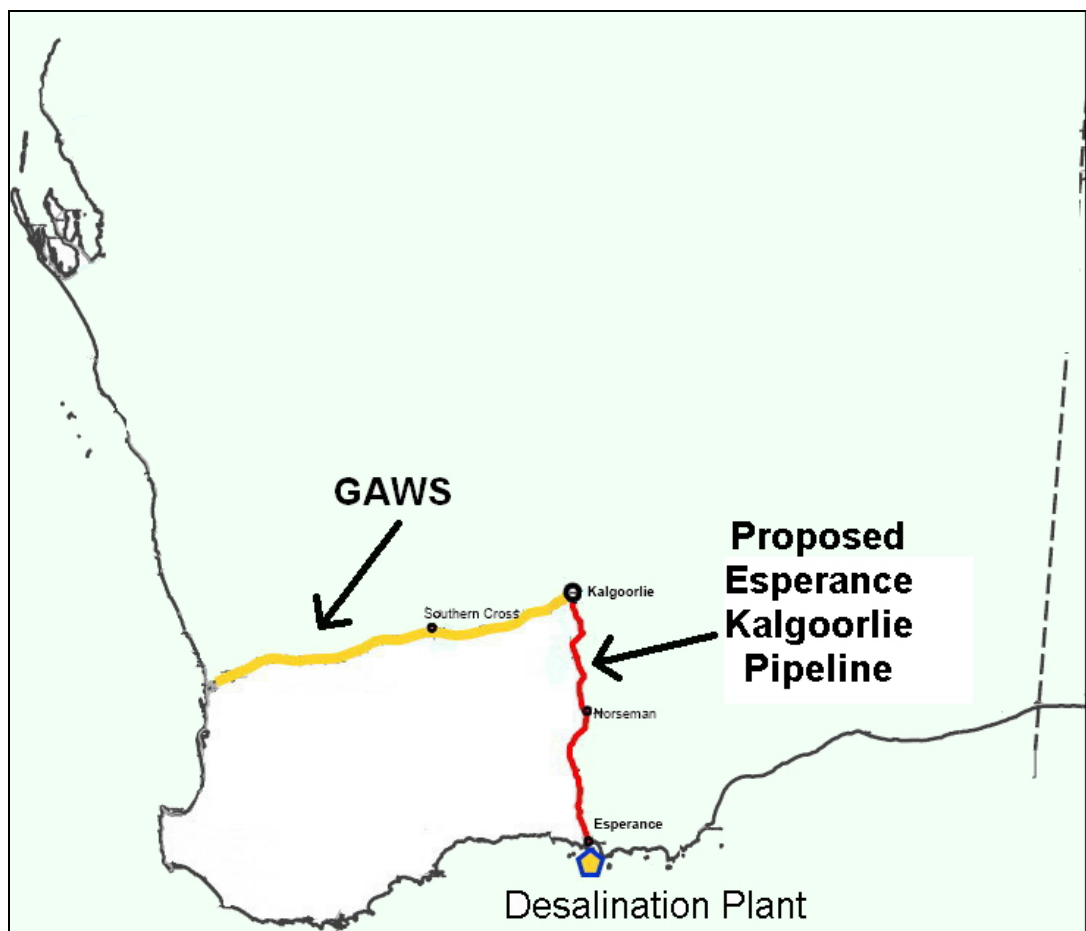 GAWS
Proposed
Esperance
Kalgoorlie
Pipeline
Kalgoorlie
Southern Cross
Norseman
Esperance
Desalination Plant